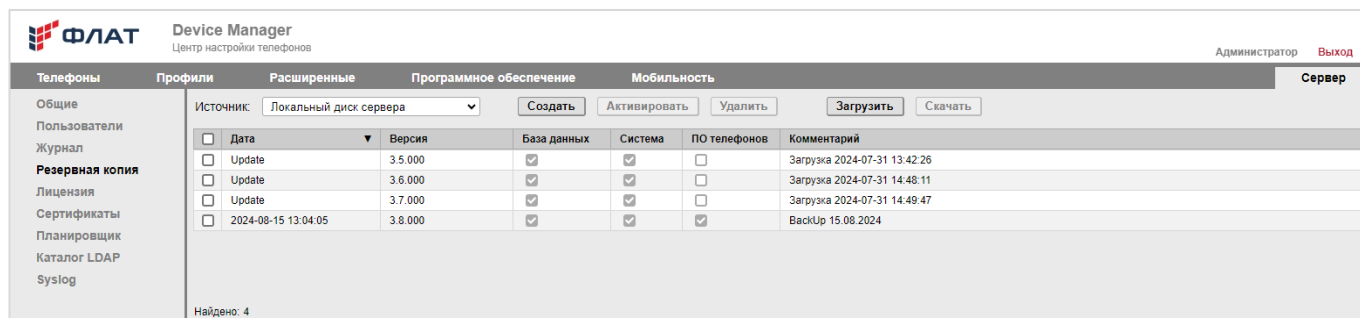 ФЛАТ
Device Manager
Центр настройки телефонов
Администратор Выход
Телефоны Профили Расширенные Программное обеспечение Мобильность Сервер
Общие
Пользователи
Журнал
Резервная копия
Лицензия
Сертификаты
Планировщик
Каталог LDAP
Syslog
Источник: Локальный диск сервера Создать Активировать Удалить Загрузить Скачать
Дата ▼ Версия База данных Система ПО телефонов Комментарий
Update 3.5.000 Загрузка 2024-07-31 13:42:26
Update 3.6.000 Загрузка 2024-07-31 14:48:11
Update 3.7.000 Загрузка 2024-07-31 14:49:47
2024-08-15 13:04:05 3.8.000 BackUp 15.08.2024
Найдено: 4